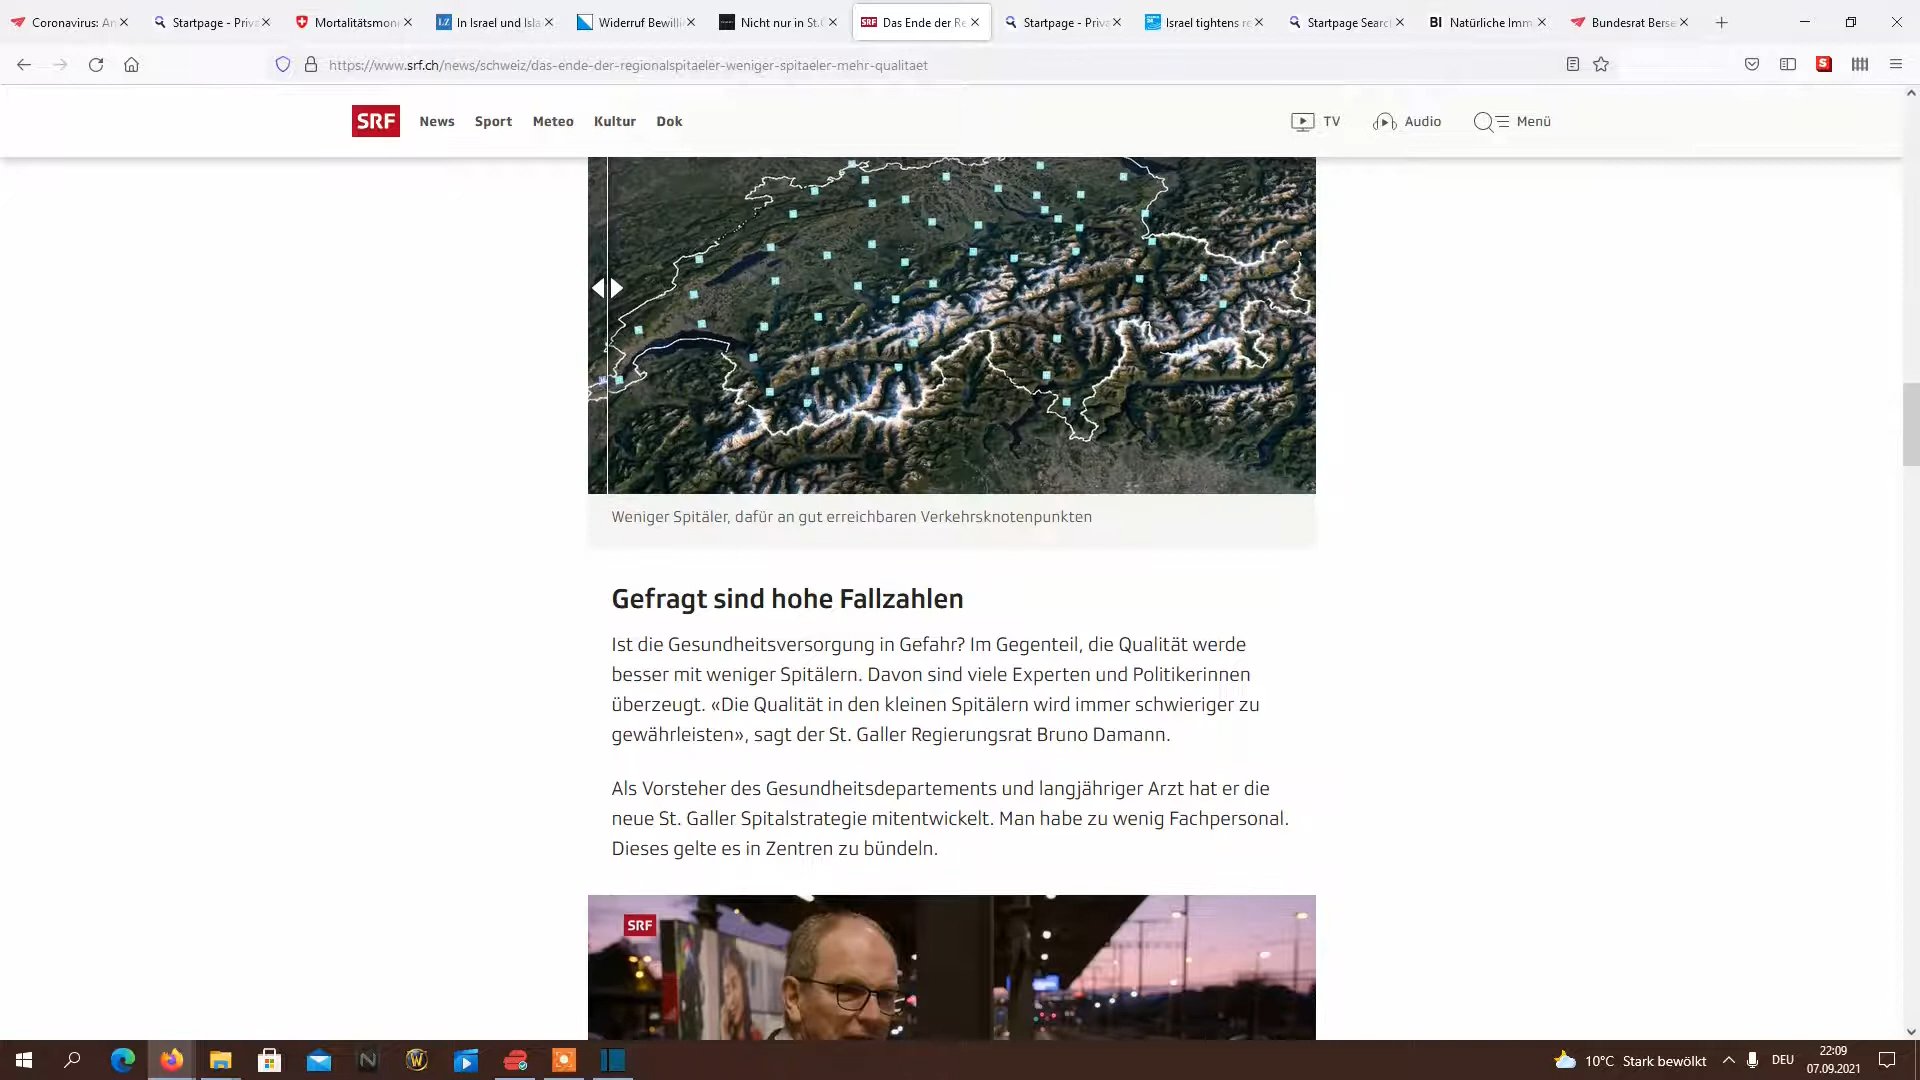 Coronavirus: An
Startpage - Priva
Mortalitätsmon
In Israel und Isla
Widerruf Bewilli
Nicht nur in St.G
Das Ende der Re
Startpage - Priva
Israel tightens re
Startpage Searc
Natürliche Imm
Bundesrat Berse
https://www.srf.ch/news/schweiz/das-ende-der-regionalspitaeler-weniger-spitaeler-mehr-qualitaet
SRF News Sport Meteo Kultur Dok TV Audio Menü
Weniger Spitäler, dafür an gut erreichbaren Verkehrsknotenpunkten
Gefragt sind hohe Fallzahlen
Ist die Gesundheitsversorgung in Gefahr? Im Gegenteil, die Qualität werde
besser mit weniger Spitälern. Davon sind viele Experten und Politikerinnen
überzeugt. «Die Qualität in den kleinen Spitälern wird immer schwieriger zu
gewährleisten», sagt der St. Galler Regierungsrat Bruno Damann.
Als Vorsteher des Gesundheitsdepartements und langjähriger Arzt hat er die
neue St. Galler Spitalstrategie mitentwickelt. Man habe zu wenig Fachpersonal.
Dieses gelte es in Zentren zu bündeln.
SRF
10°C Stark bewölkt
DEU
22:09
07.09.2021